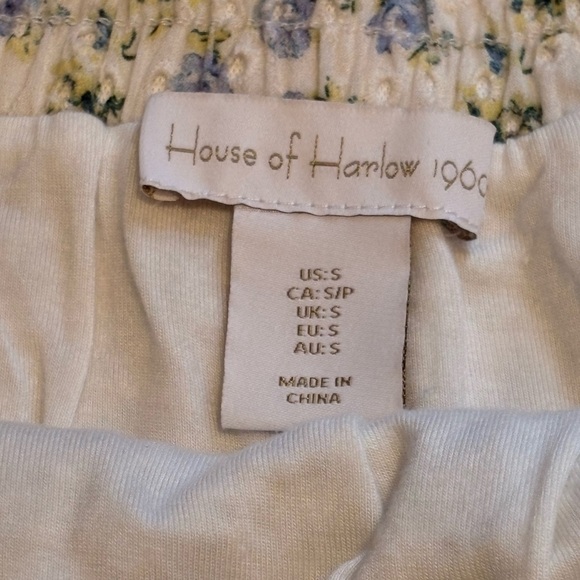 House of Harlow 1960
US: S
CA: S/P
UK: S
EU: S
AU: S
MADE IN
CHINA